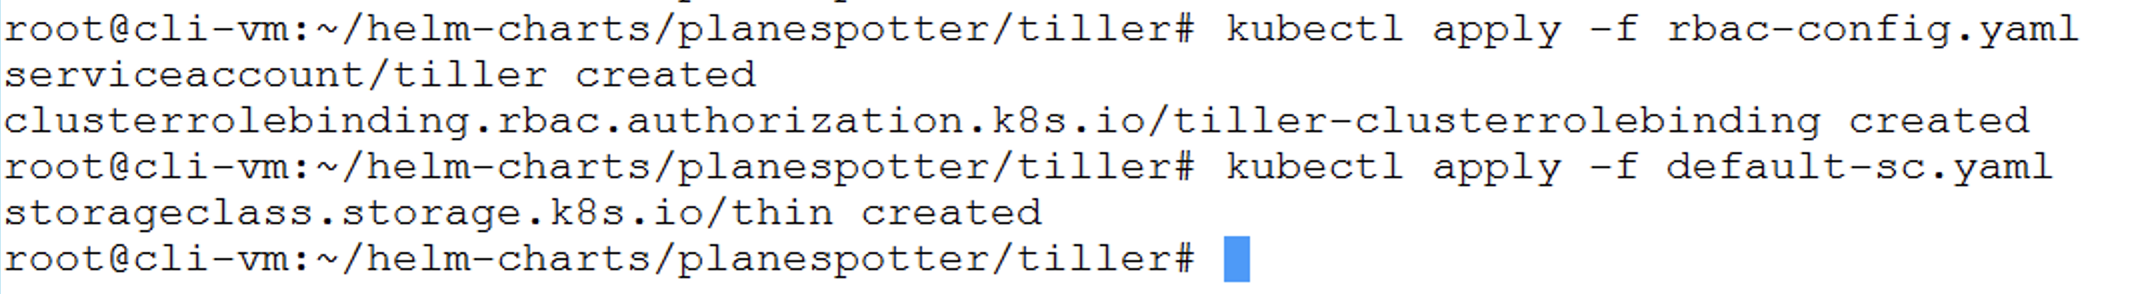 root@cli-vm:~/helm-charts/planespotter/tiller# kubectl apply -f rbac-config.yaml
serviceaccount/tiller created
clusterrolebinding.rbac.authorization.k8s.io/tiller-clusterrolebinding created
root@cli-vm:~/helm-charts/planespotter/tiller# kubectl apply -f default-sc.yaml
storageclass.storage.k8s.io/thin created
root@cli-vm:~/helm-charts/planespotter/tiller#